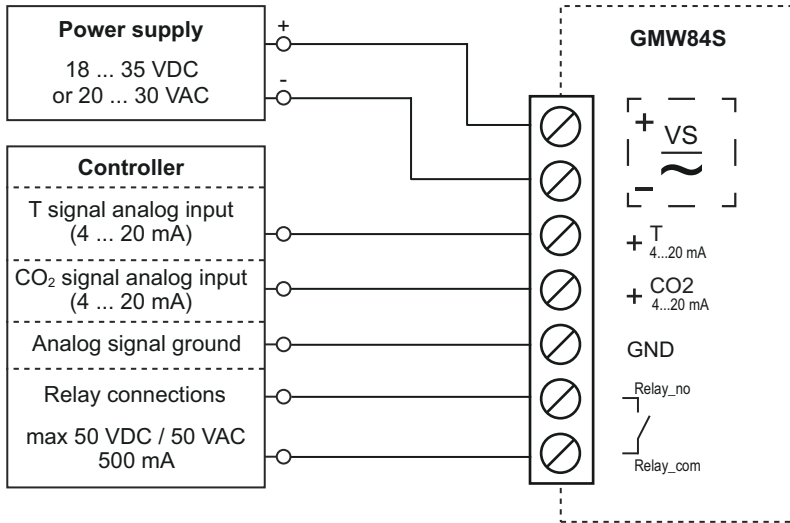 Power supply
18 ... 35 VDC
or 20 ... 30 VAC
+
-
Controller
T signal analog input
(4 ... 20 mA)
CO₂ signal analog input
(4 ... 20 mA)
Analog signal ground
Relay connections
max 50 VDC / 50 VAC
500 mA
GMW84S
+
VS
~
–
+ T
4...20 mA
+ CO2
4...20 mA
GND
Relay_no
Relay_com